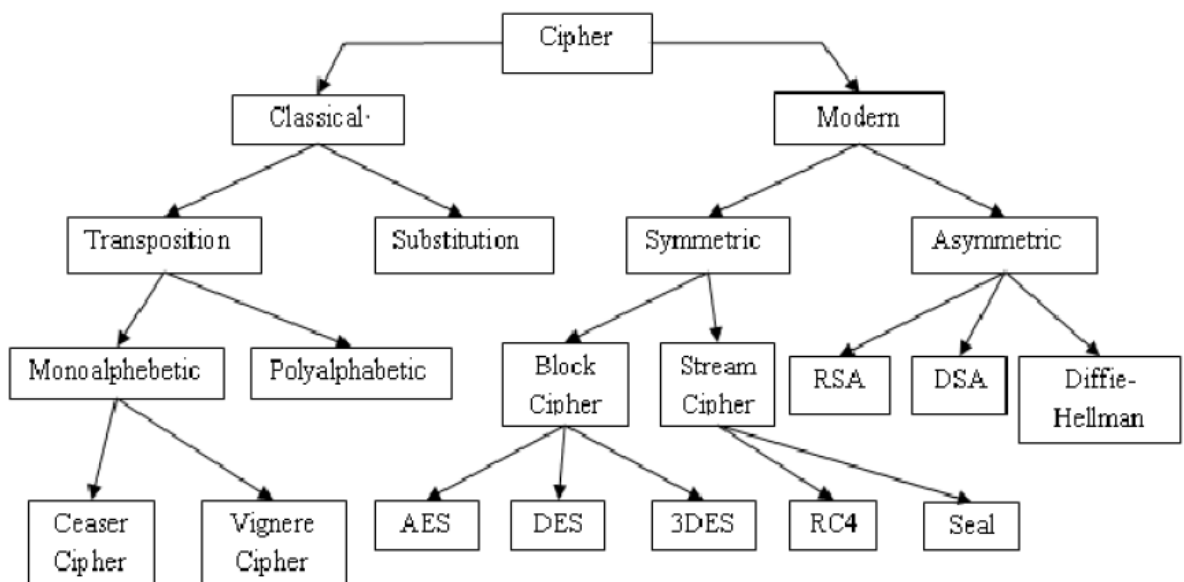 Cipher
Classical·
Modern
Transposition
Substitution
Symmetric
Asymmetric
Monoalphebetic
Polyalphabetic
Block
Cipher
Stream
Cipher
RSA
DSA
Diffie-
Hellman
Ceaser
Cipher
Vignere
Cipher
AES
DES
3DES
RC4
Seal